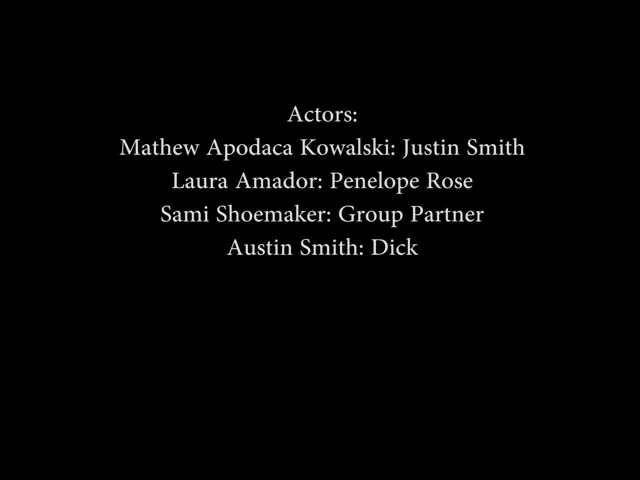 Actors:
Mathew Apodaca Kowalski: Justin Smith
Laura Amador: Penelope Rose
Sami Shoemaker: Group Partner
Austin Smith: Dick